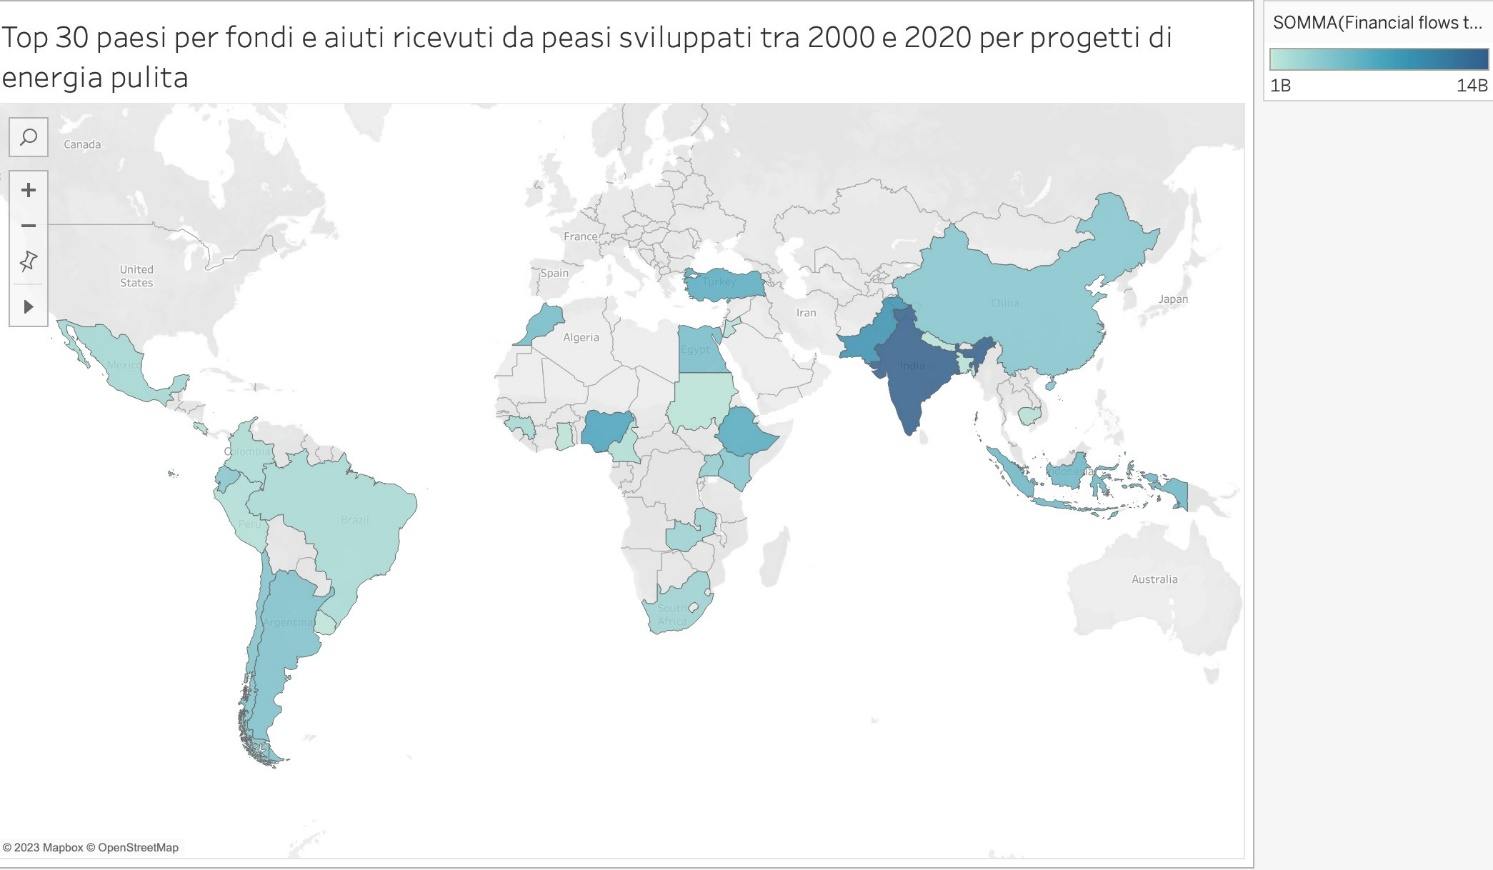 Top 30 paesi per fondi e aiuti ricevuti da peasi sviluppati tra 2000 e 2020 per progetti di
energia pulita
SOMMA(Financial flows t...
1B 14B
Canada
United
States
France
Spain
Turkey
Iran
China
Japan
Algeria
Egypt
India
Mexico
Colombia
Peru
Brazil
Indonesia
Argentina
South
Africa
Australia
© 2023 Mapbox © OpenStreetMap